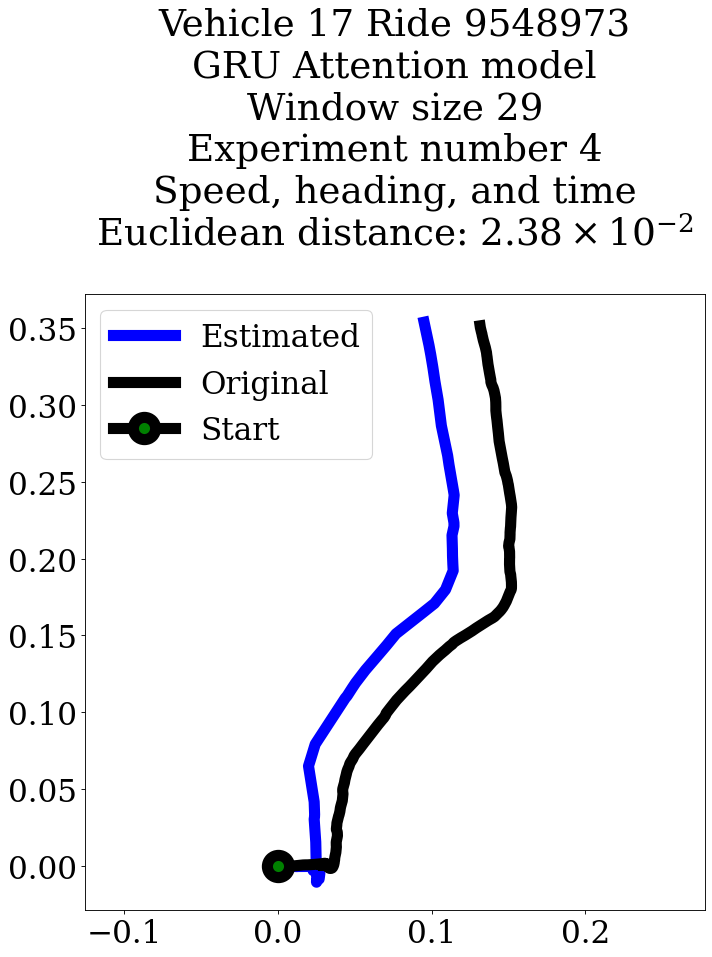 Vehicle 17 Ride 9548973
GRU Attention model
Window size 29
Experiment number 4
Speed, heading, and time
Euclidean distance: 2.38 × 10⁻²
Estimated
Original
Start
0.35
0.30
0.25
0.20
0.15
0.10
0.05
0.00
−0.1
0.0
0.1
0.2